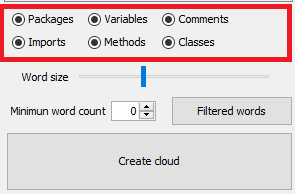 Packages Variables Comments
Imports Methods Classes
Word size
Minimun word count 0 Filtered words
Create cloud